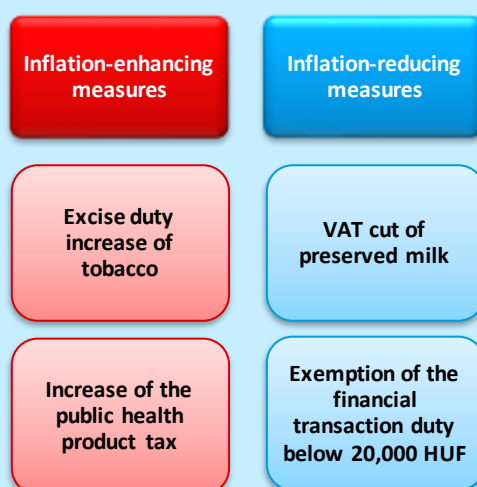 Inflation-enhancing
measures
Inflation-reducing
measures
Excise duty
increase of
tobacco
VAT cut of
preserved milk
Increase of the
public health
product tax
Exemption of the
financial
transaction duty
below 20,000 HUF